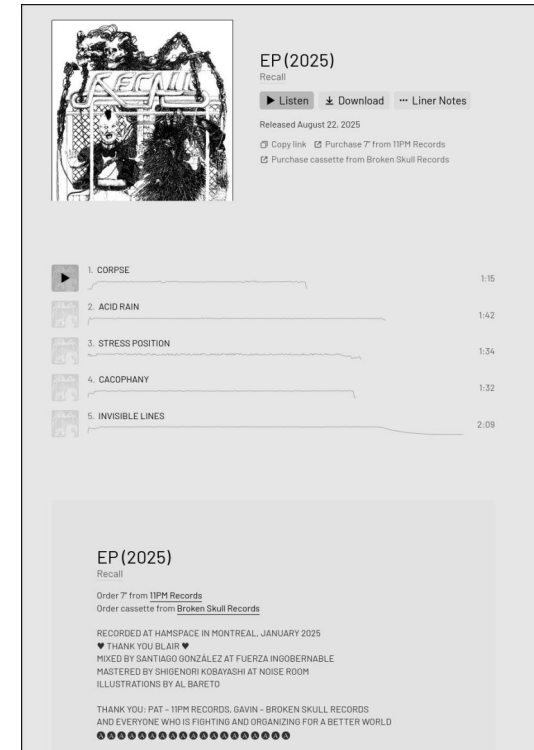 RECALL
EP (2025)
Recall
Listen
Download
Liner Notes
Released August 22, 2025
Copy link
Purchase 7" from 11PM Records
Purchase cassette from Broken Skull Records
1. CORPSE
1:15
2. ACID RAIN
1:42
3. STRESS POSITION
1:34
4. CACOPHANY
1:32
5. INVISIBLE LINES
2:09
EP (2025)
Recall
Order 7" from 11PM Records
Order cassette from Broken Skull Records
RECORDED AT HAMSPACE IN MONTREAL, JANUARY 2025
♥ THANK YOU BLAIR ♥
MIXED BY SANTIAGO GONZÁLEZ AT FUERZA INGOBERNABLE
MASTERED BY SHIGENORI KOBAYASHI AT NOISE ROOM
ILLUSTRATIONS BY AL BARETO
THANK YOU: PAT – 11PM RECORDS, GAVIN – BROKEN SKULL RECORDS
AND EVERYONE WHO IS FIGHTING AND ORGANIZING FOR A BETTER WORLD